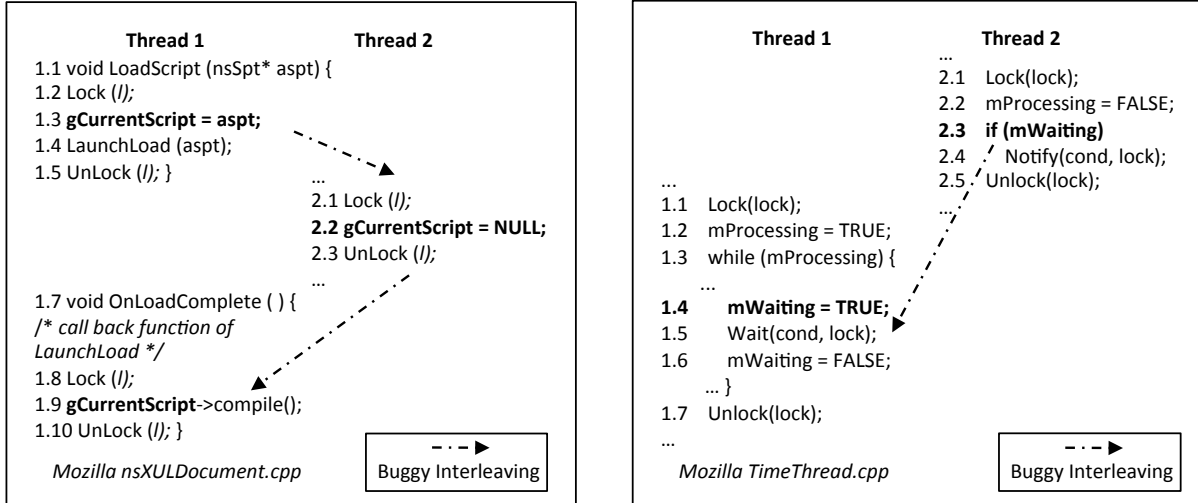 Thread 1 Thread 2
1.1 void LoadScript (nsSpt* aspt) {
1.2 Lock (l);
1.3 gCurrentScript = aspt;
1.4 LaunchLoad (aspt);
1.5 UnLock (l); }
...
2.1 Lock (l);
2.2 gCurrentScript = NULL;
2.3 UnLock (l);
...
1.7 void OnLoadComplete ( ) {
/* call back function of
LaunchLoad */
1.8 Lock (l);
1.9 gCurrentScript->compile();
1.10 UnLock (l); }
Mozilla nsXULDocument.cpp
Buggy Interleaving
Thread 1 Thread 2
...
2.1 Lock(lock);
2.2 mProcessing = FALSE;
2.3 if (mWaiting)
2.4 Notify(cond, lock);
2.5 Unlock(lock);
...
...
1.1 Lock(lock);
1.2 mProcessing = TRUE;
1.3 while (mProcessing) {
...
1.4 mWaiting = TRUE;
1.5 Wait(cond, lock);
1.6 mWaiting = FALSE;
... }
1.7 Unlock(lock);
...
Mozilla TimeThread.cpp
Buggy Interleaving